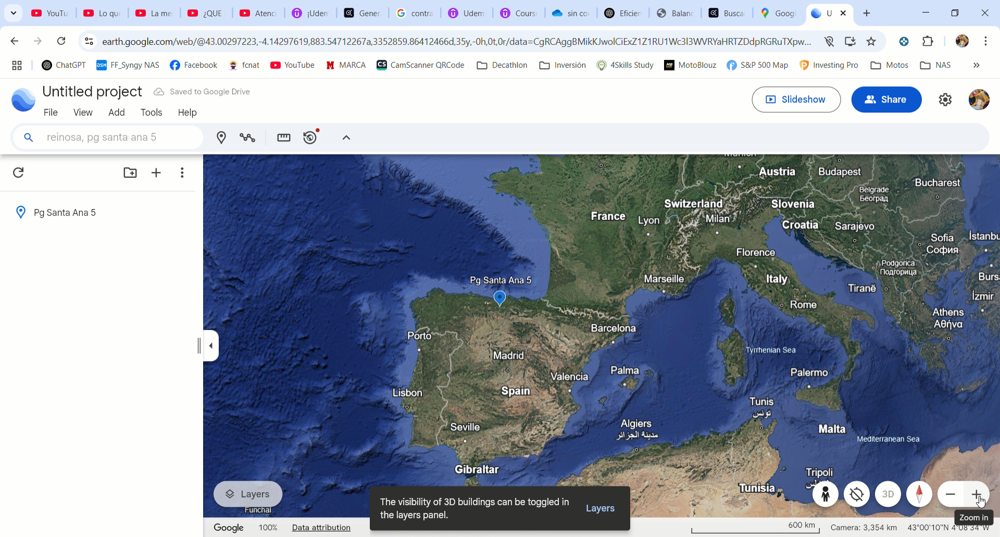 YouTu
Lo que
La me
¿QUE
Atenci
¡Udem
Gener
contra
Udem
Cours
sin co
Eficien
Balanc
Busca
Googl
U
earth.google.com/web/@43.00297223,-4.14297619,883.54712267a,3352859.86412466d,35y,-0h,0t,0r/data=CgRCAggBMikKJwolCiExZ1Z1RU1Wc3l3WVRYaHRTZDdpRGRuTXpw...
ChatGPT
DSM FF_Syngy NAS
Facebook
fcnat
YouTube
M MARCA
CS CamScanner QRCode
Decathlon
Inversión
4Skills Study
MB MotoBlouz
S&P 500 Map
Investing Pro
Motos
NAS
Untitled project
Saved to Google Drive
Slideshow
Share
File View Add Tools Help
reinosa, pg santa ana 5
Pg Santa Ana 5
Austria
Budapest
Bucharest
Belgrade
Београд
Switzerland
Slovenia
France
Lyon
Milan
Croatia
Sarajevo
Sofia
София
İstanbu
Florence
Podgorica
Подгорица
Pg Santa Ana 5
Marseille
Italy
Bursa
Tiranë
İzmir
Rome
Athens
Αθήνα
Barcelona
Porto
Tyrrhenian Sea
Madrid
Palma
Palermo
Valencia
Spain
Lisbon
Tunis
تونس
Algiers
مدينة الجزائر
Seville
Malta
Mediterranean Sea
Gibraltar
Tripoli
Tunisia
Layers
Funchal
The visibility of 3D buildings can be toggled in
the layers panel.
Layers
3D
Zoom in
Google
100%
Data attribution
600 km
Camera: 3,354 km
43°00'10"N 4°08'34"W